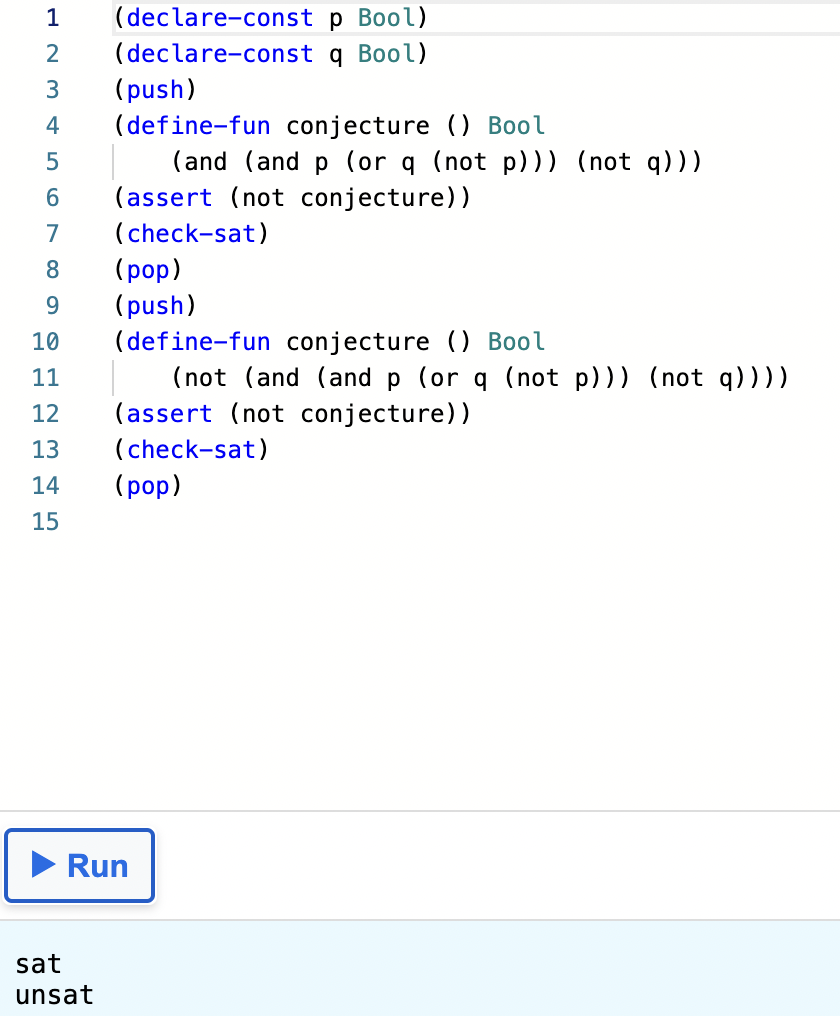 1 (declare-const p Bool)
2 (declare-const q Bool)
3 (push)
4 (define-fun conjecture () Bool
5 (and (and p (or q (not p))) (not q)))
6 (assert (not conjecture))
7 (check-sat)
8 (pop)
9 (push)
10 (define-fun conjecture () Bool
11 (not (and (and p (or q (not p))) (not q))))
12 (assert (not conjecture))
13 (check-sat)
14 (pop)
15
Run
sat
unsat